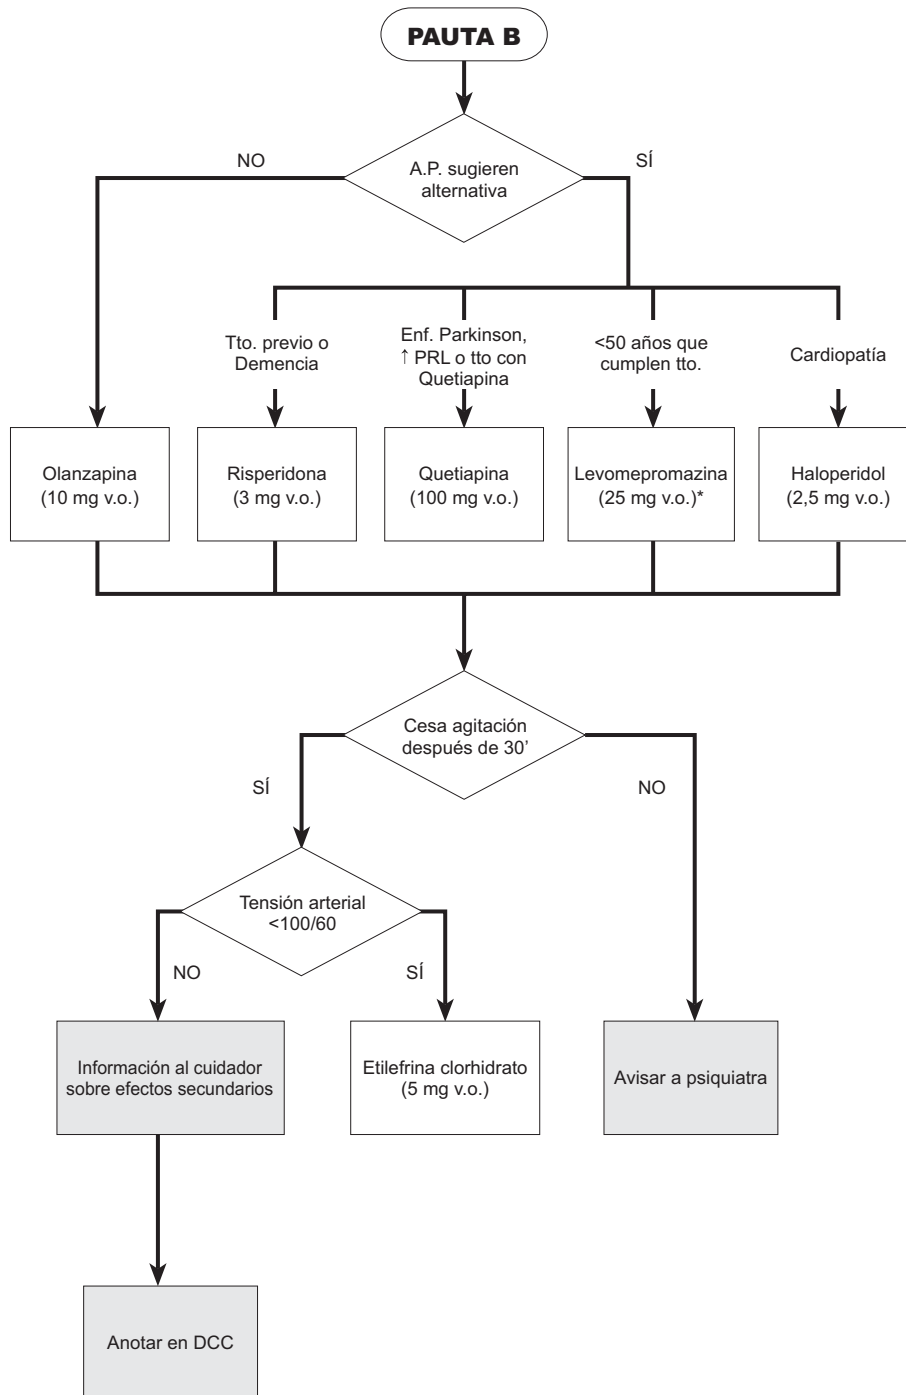 PAUTA B
NO
A.P. sugieren
alternativa
SÍ
Tto. previo o
Demencia
Enf. Parkinson,
↑ PRL o tto con
Quetiapina
<50 años que
cumplen tto.
Cardiopatía
Olanzapina
(10 mg v.o.)
Risperidona
(3 mg v.o.)
Quetiapina
(100 mg v.o.)
Levomepromazina
(25 mg v.o.)*
Haloperidol
(2,5 mg v.o.)
Cesa agitación
después de 30’
SÍ
NO
Tensión arterial
<100/60
NO
SÍ
Información al cuidador
sobre efectos secundarios
Etilefrina clorhidrato
(5 mg v.o.)
Avisar a psiquiatra
Anotar en DCC